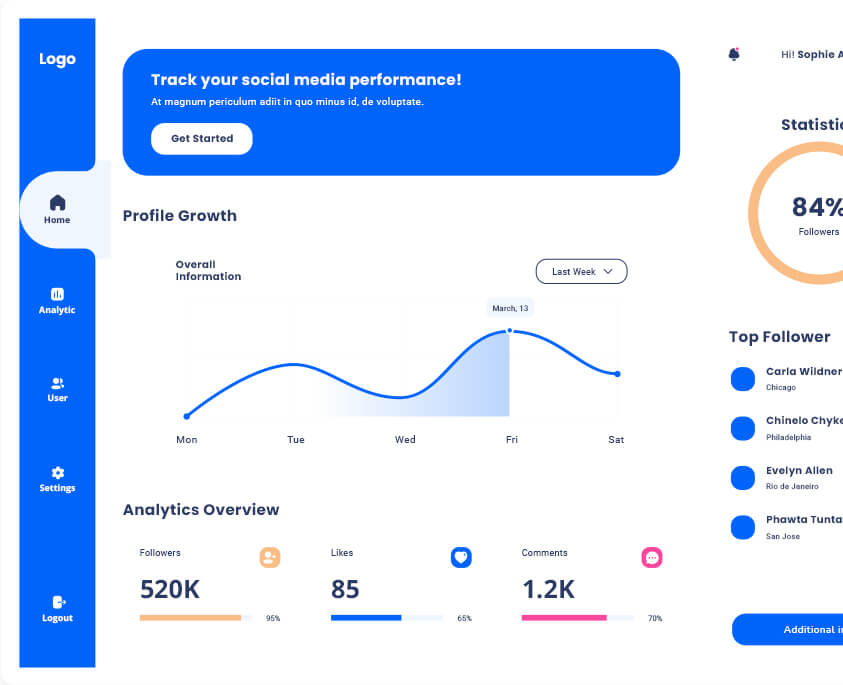 Logo
Home
Analytic
User
Settings
Logout
Track your social media performance!
At magnum periculum adiit in quo minus id, de voluptate.
Get Started
Profile Growth
Overall
Information
Last Week
March, 13
Mon Tue Wed Fri Sat
Analytics Overview
Followers
520K
95%
Likes
85
65%
Comments
1.2K
70%
Hi! Sophie A
Statistic
84%
Followers
Top Follower
Carla Wildner
Chicago
Chinelo Chyke
Philadelphia
Evelyn Allen
Rio de Janeiro
Phawta Tunta
San Jose
Additional in